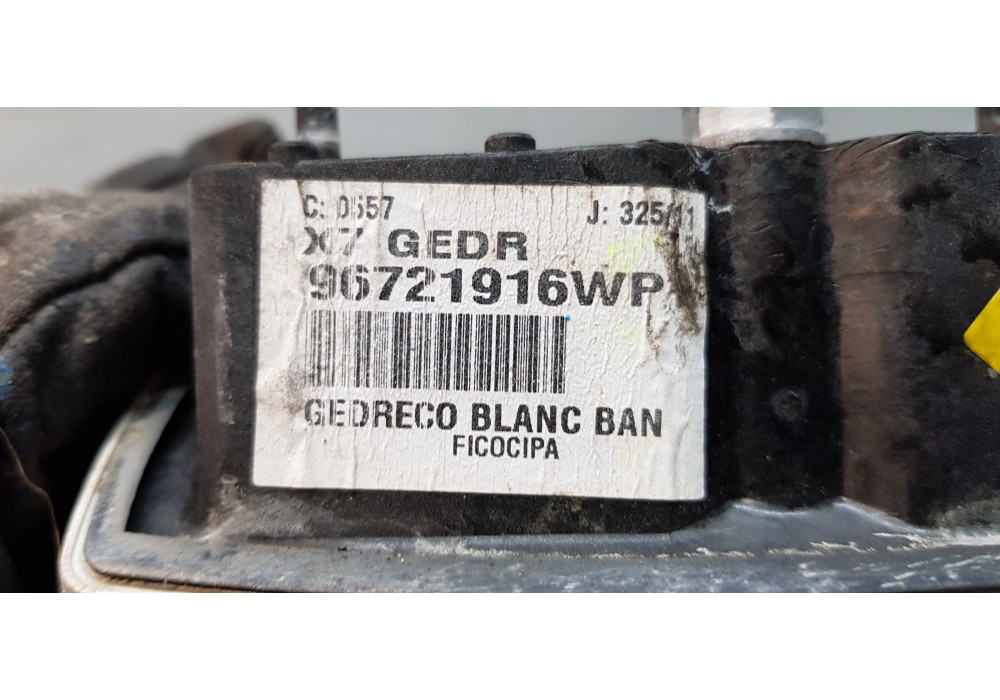 C: 0557 J: 325/11
X7 GEDR
96721916WP
GEDRECO BLANC BAN
FICOCIPA